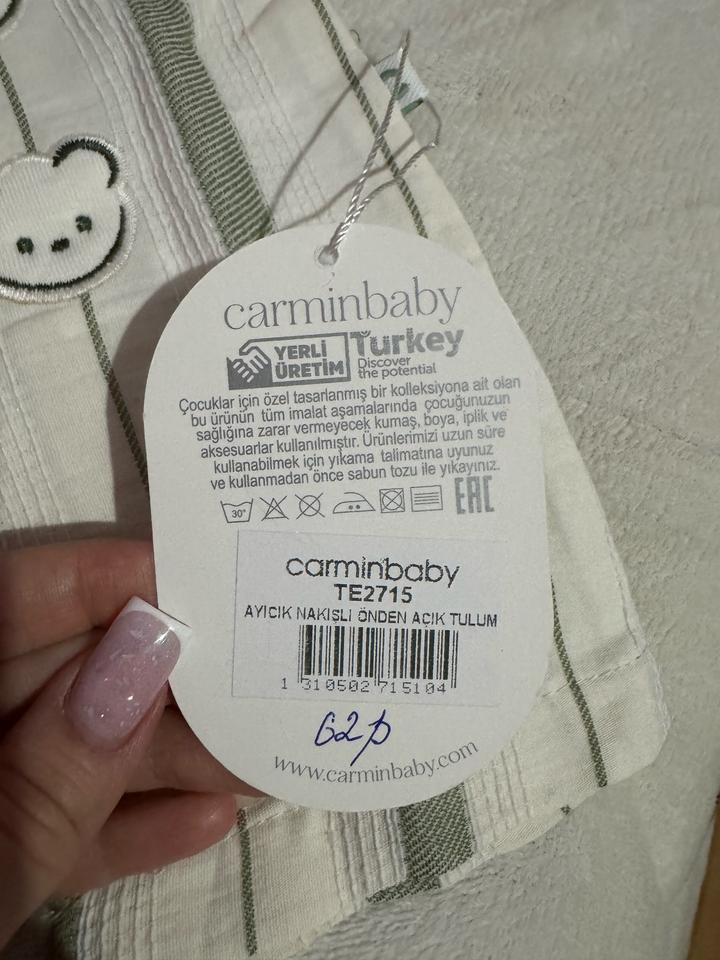 carminbaby
YERLİ ÜRETİM
Turkey
Discover the potential
Çocuklar için özel tasarlanmış bir kolleksiyona ait olan
bu ürünün tüm imalat aşamalarında çocuğunuzun
sağlığına zarar vermeyecek kumaş, boya, iplik ve
aksesuarlar kullanılmıştır. Ürünlerimizi uzun süre
kullanabilmek için yıkama talimatına uyunuz
ve kullanmadan önce sabun tozu ile yıkayınız.
30° EAC
carminbaby
TE2715
AYICIK NAKIŞLI ÖNDEN AÇIK TULUM
1 310502 715104
62р
www.carminbaby.com